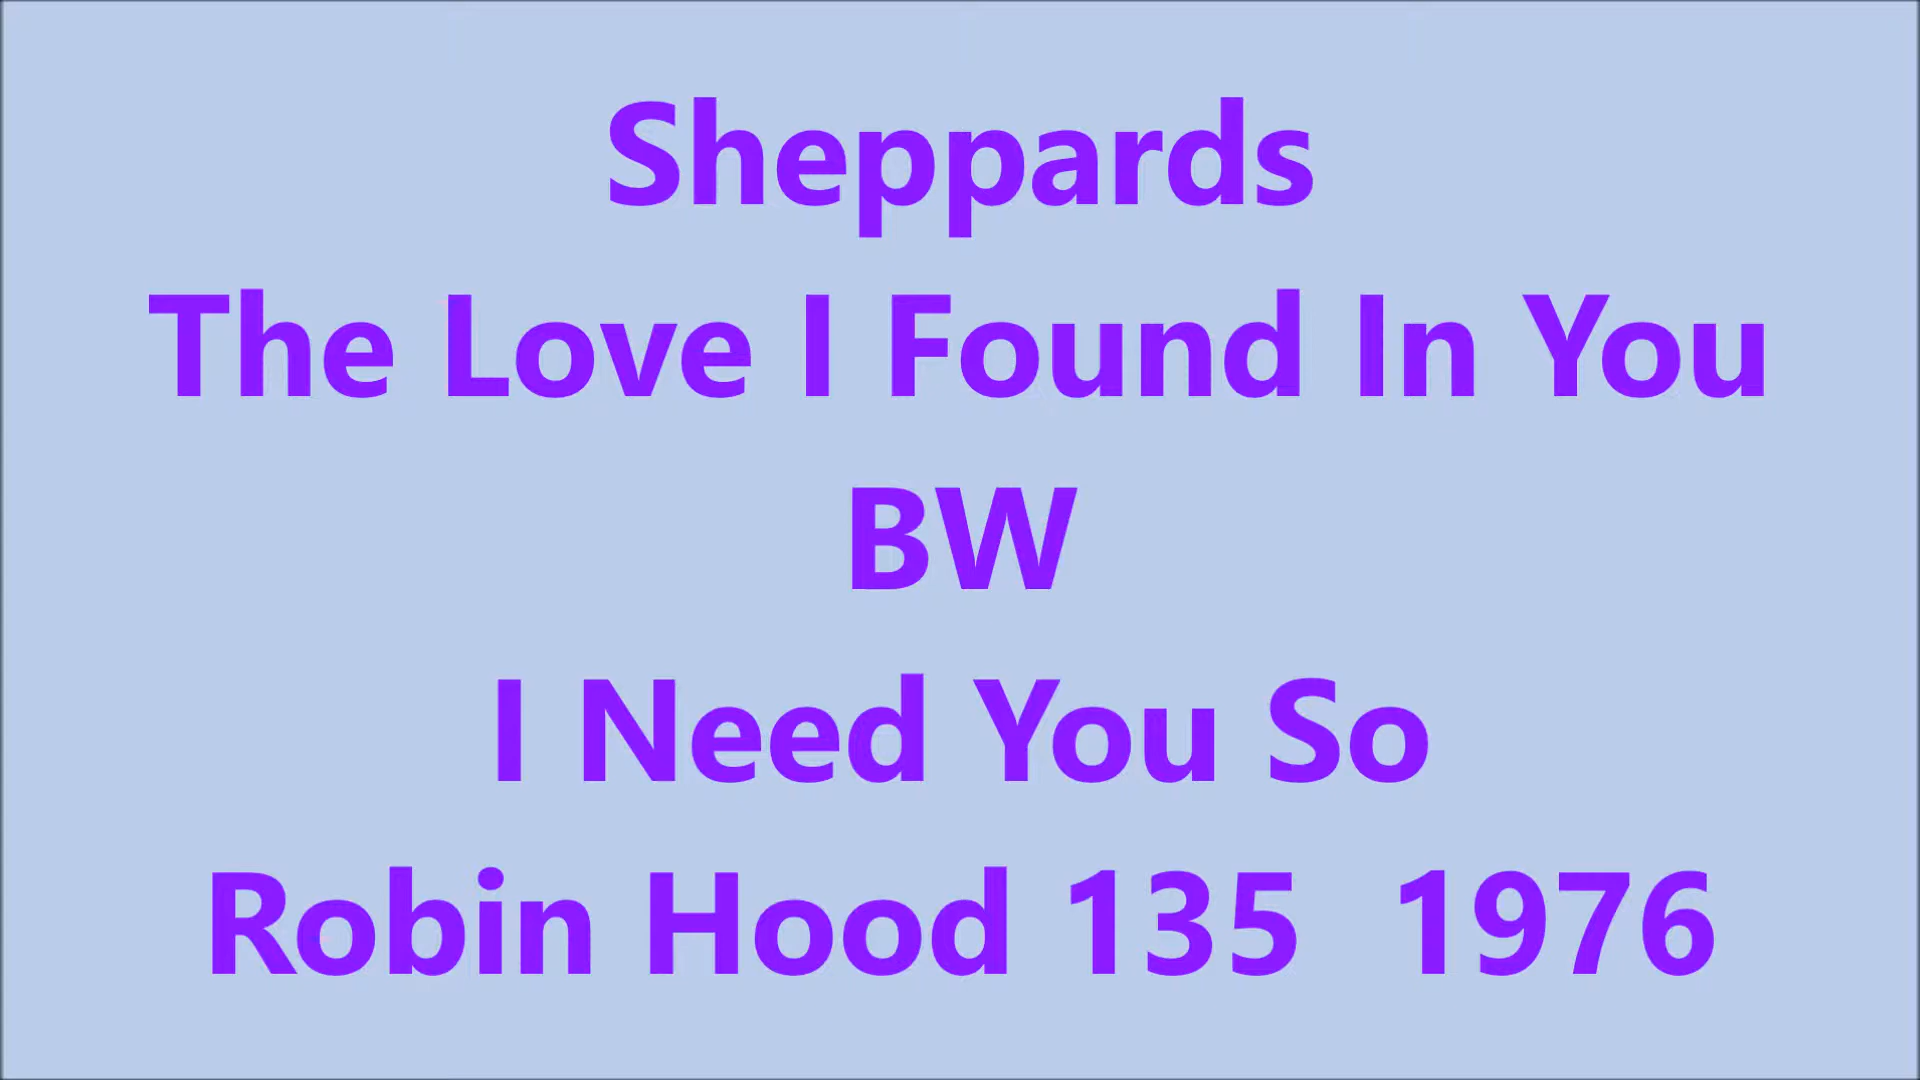 Sheppards
The Love I Found In You
BW
I Need You So
Robin Hood 135  1976